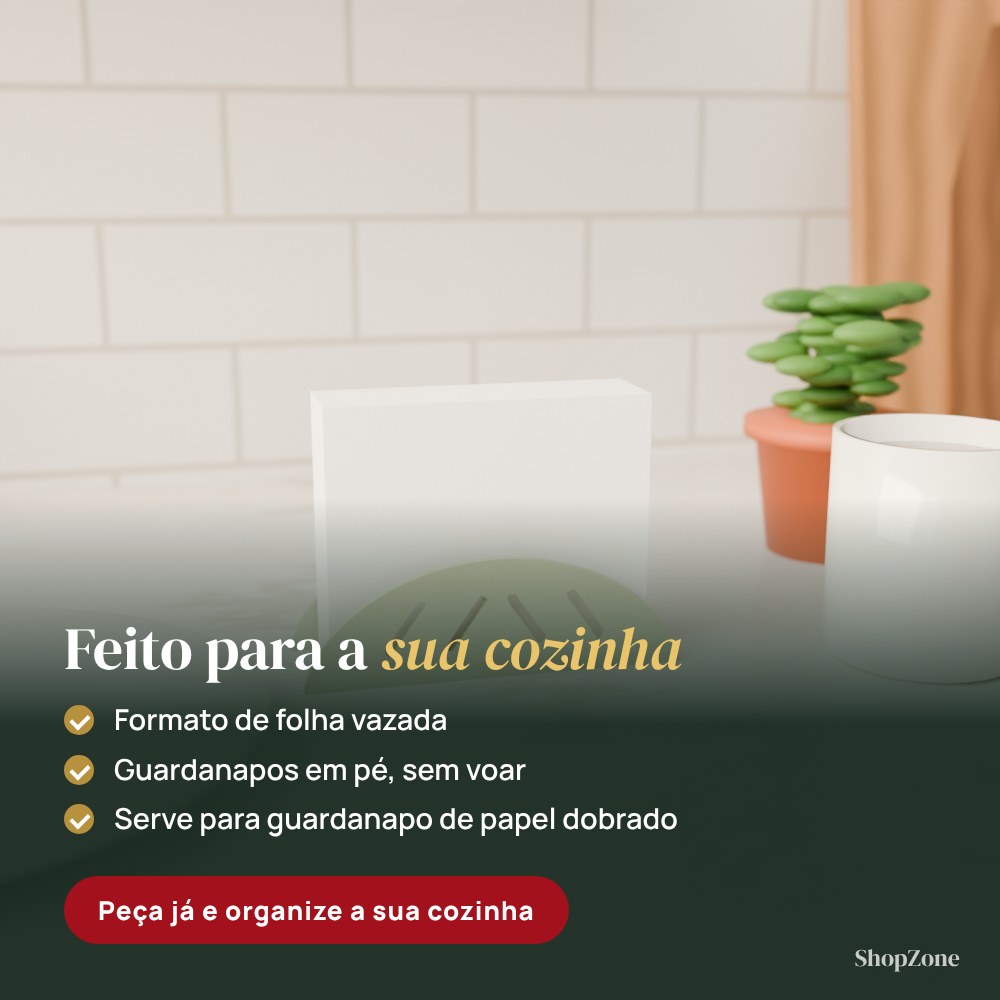 Feito para a sua cozinha
Formato de folha vazada
Guardanapos em pé, sem voar
Serve para guardanapo de papel dobrado
Peça já e organize a sua cozinha
ShopZone